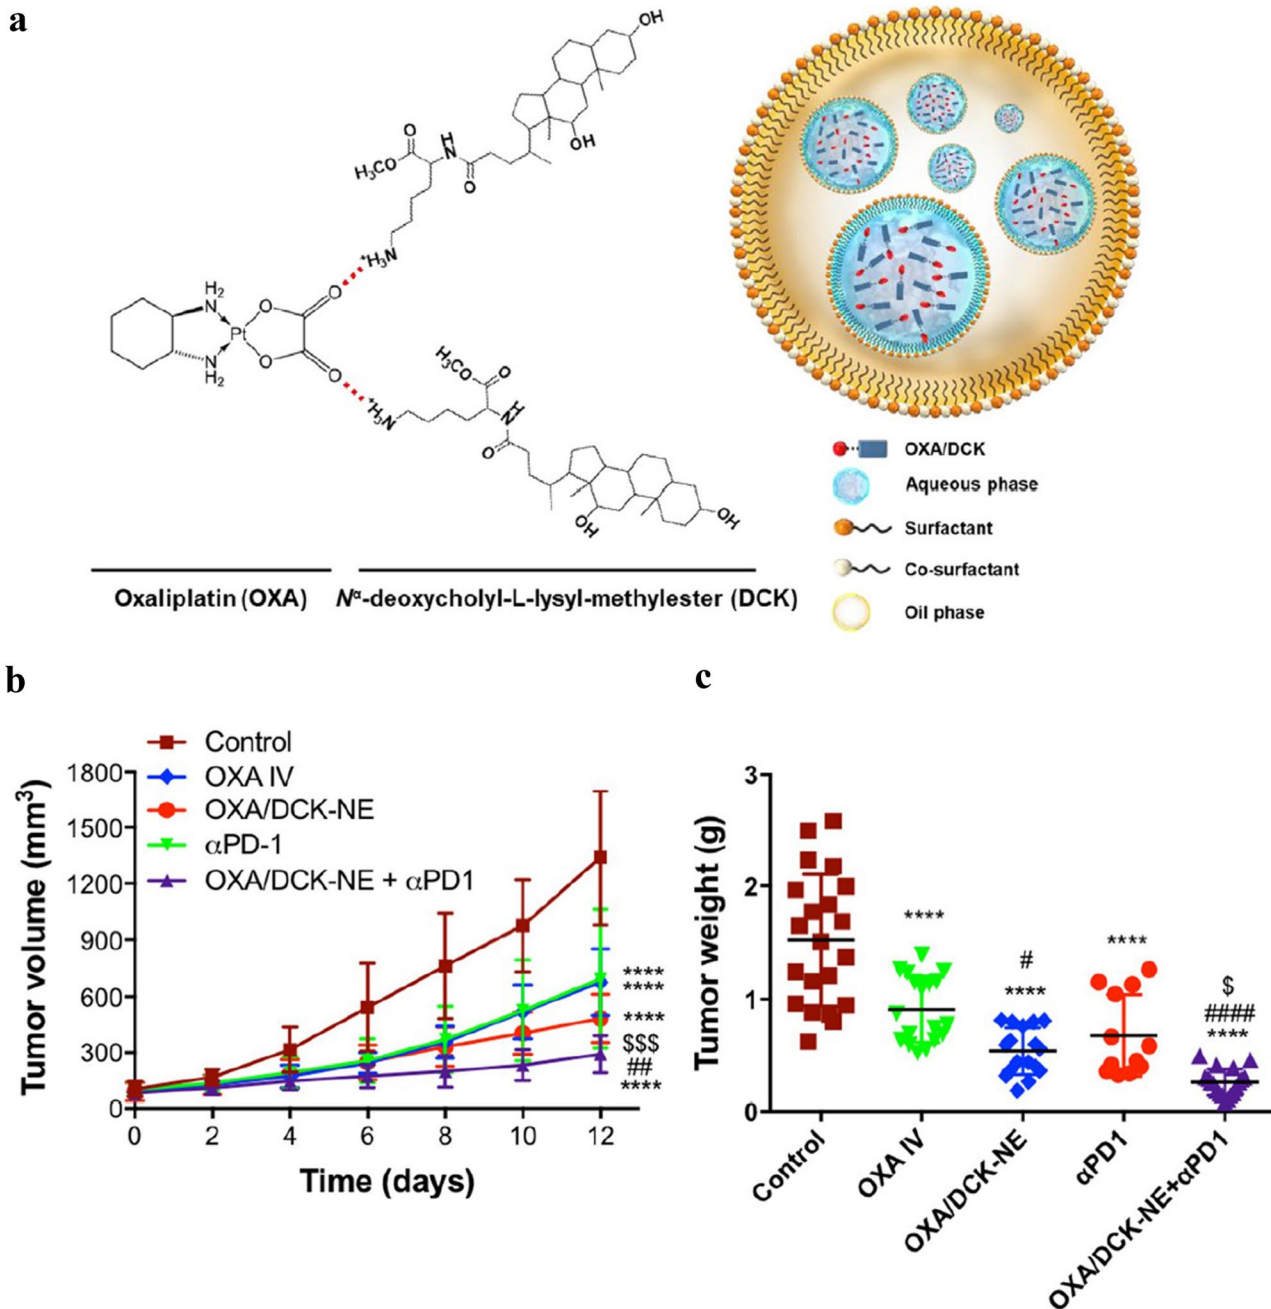 a
OH
OH
O
H
N
H₃CO
O
⁺H₃N
H₂
N
O
O
Pt
O
O
N
H₂
H₃CO
O
⁺H₃N
H
N
O
OH
OH
OXA/DCK
Aqueous phase
Surfactant
Co-surfactant
Oil phase
Oxaliplatin (OXA)
Nᵅ-deoxycholyl-L-lysyl-methylester (DCK)
b
Control
OXA IV
OXA/DCK-NE
αPD-1
OXA/DCK-NE + αPD1
Tumor volume (mm³)
1800
1500
1200
900
600
300
0
****
****
****
$$$
##
****
0 2 4 6 8 10 12
Time (days)
c
Tumor weight (g)
3
2
1
0
****
#
****
****
$
####
****
Control
OXA IV
OXA/DCK-NE
αPD1
OXA/DCK-NE+αPD1